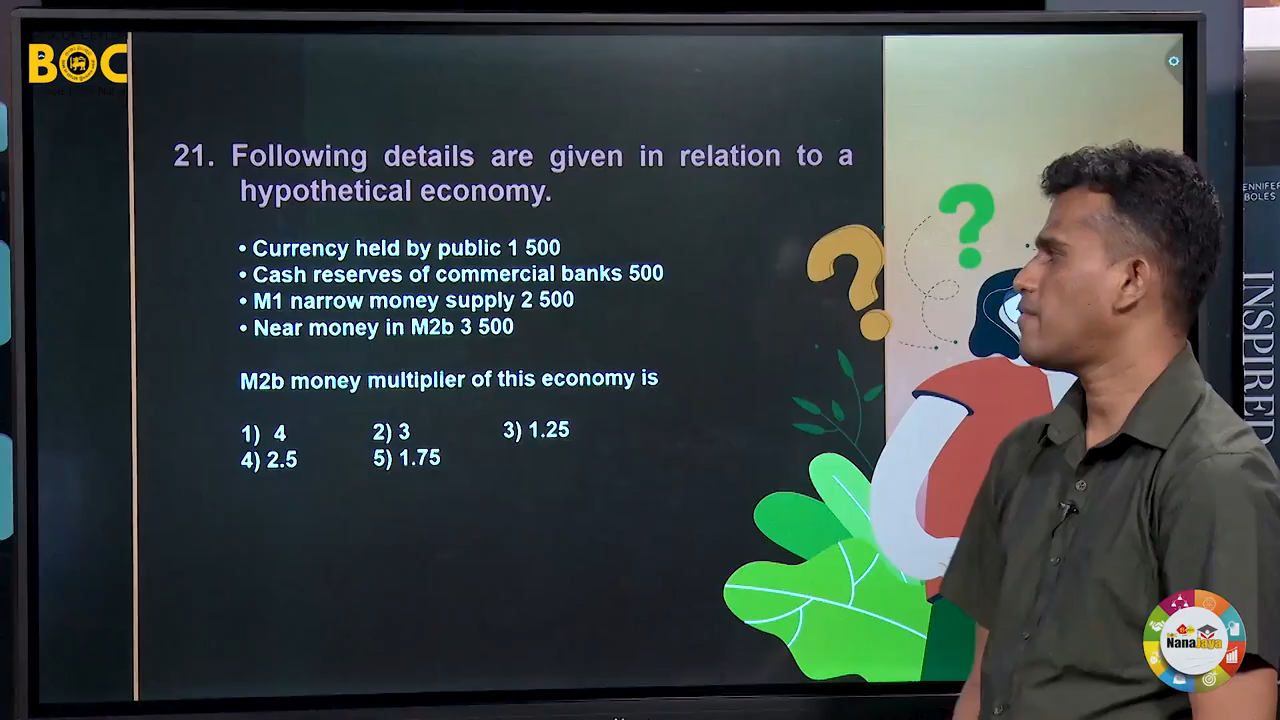 BOC
21. Following details are given in relation to a
hypothetical economy.
• Currency held by public 1 500
• Cash reserves of commercial banks 500
• M1 narrow money supply 2 500
• Near money in M2b 3 500
M2b money multiplier of this economy is
1) 4 2) 3 3) 1.25
4) 2.5 5) 1.75
ENNIFER
BOLES
INSPIRED
NanaJaya